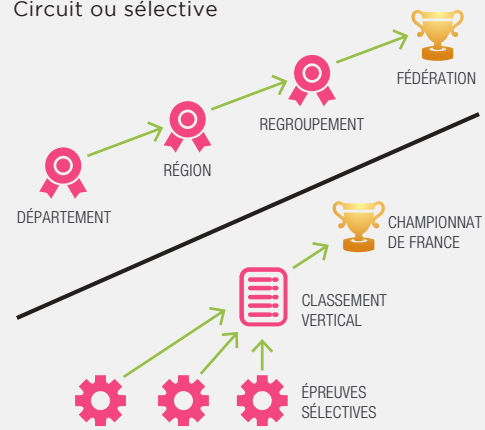 Circuit ou sélective
FÉDÉRATION
REGROUPEMENT
RÉGION
DÉPARTEMENT
CHAMPIONNAT
DE FRANCE
CLASSEMENT
VERTICAL
ÉPREUVES
SÉLECTIVES